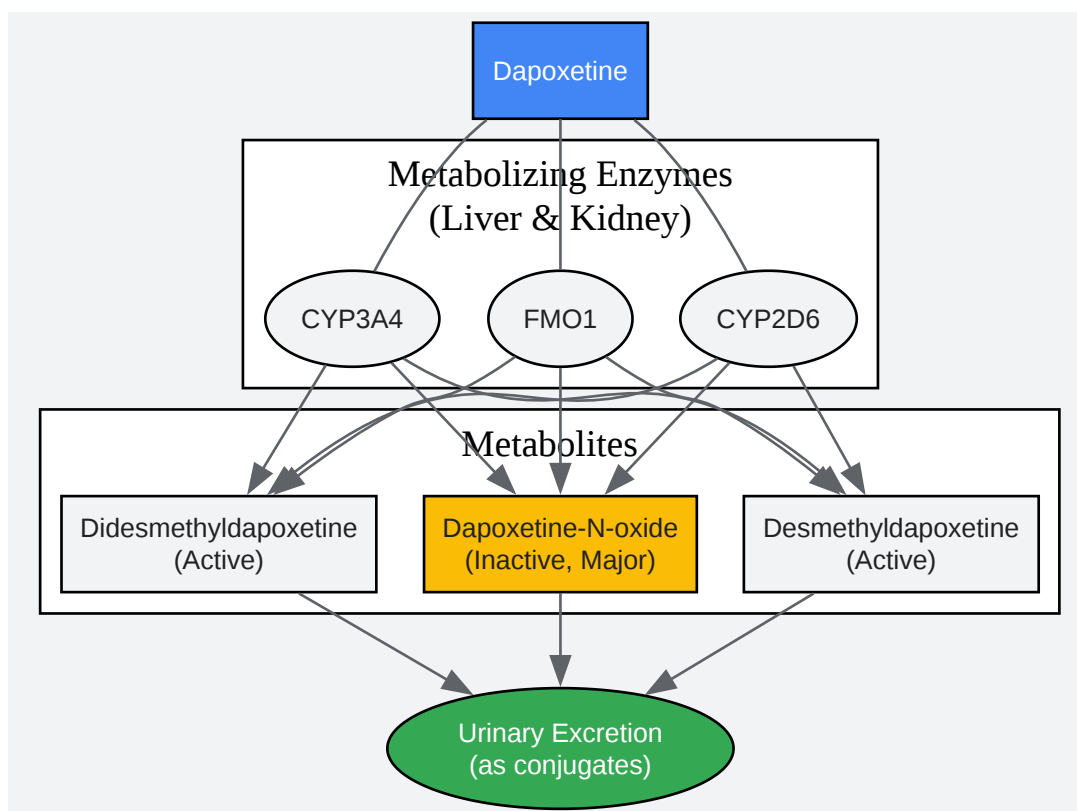 Dapoxetine
Metabolizing Enzymes
(Liver & Kidney)
CYP3A4
FMO1
CYP2D6
Metabolites
Didesmethyldapoxetine
(Active)
Dapoxetine-N-oxide
(Inactive, Major)
Desmethyldapoxetine
(Active)
Urinary Excretion
(as conjugates)